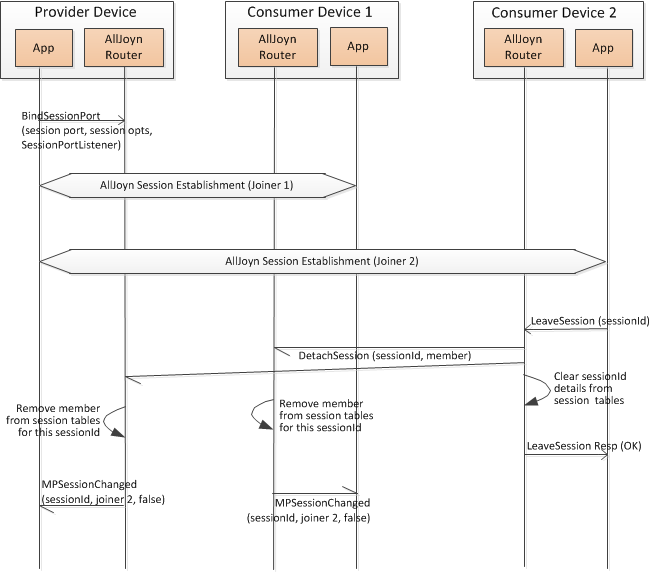 Provider Device
Consumer Device 1
Consumer Device 2
App
AllJoyn
Router
AllJoyn
Router
App
AllJoyn
Router
App
BindSessionPort
(session port, session opts,
SessionPortListener)
AllJoyn Session Establishment (Joiner 1)
AllJoyn Session Establishment (Joiner 2)
LeaveSession (sessionId)
DetachSession (sessionId, member)
Clear sessionId
details from
session tables
Remove member
from session tables
for this sessionId
Remove member
from session tables
for this sessionId
LeaveSession Resp (OK)
MPSessionChanged
(sessionId, joiner 2, false)
MPSessionChanged
(sessionId, joiner 2, false)